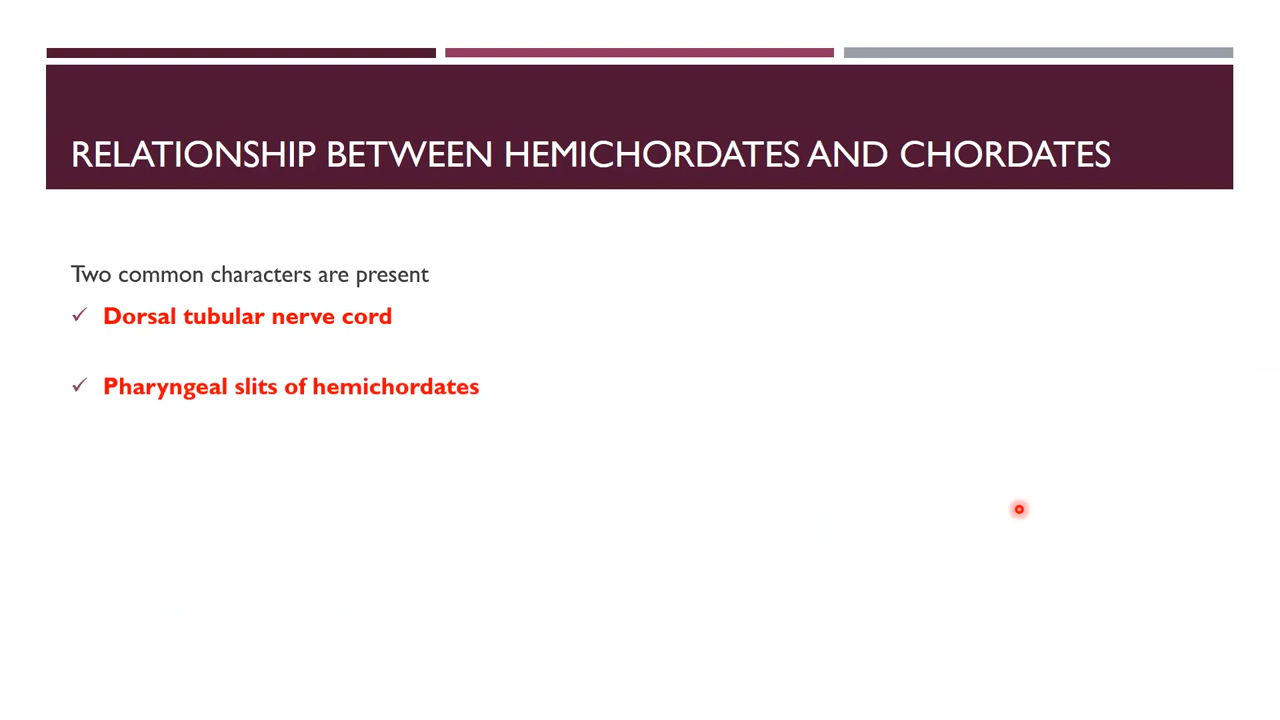 RELATIONSHIP BETWEEN HEMICHORDATES AND CHORDATES
Two common characters are present
✓ Dorsal tubular nerve cord
✓ Pharyngeal slits of hemichordates